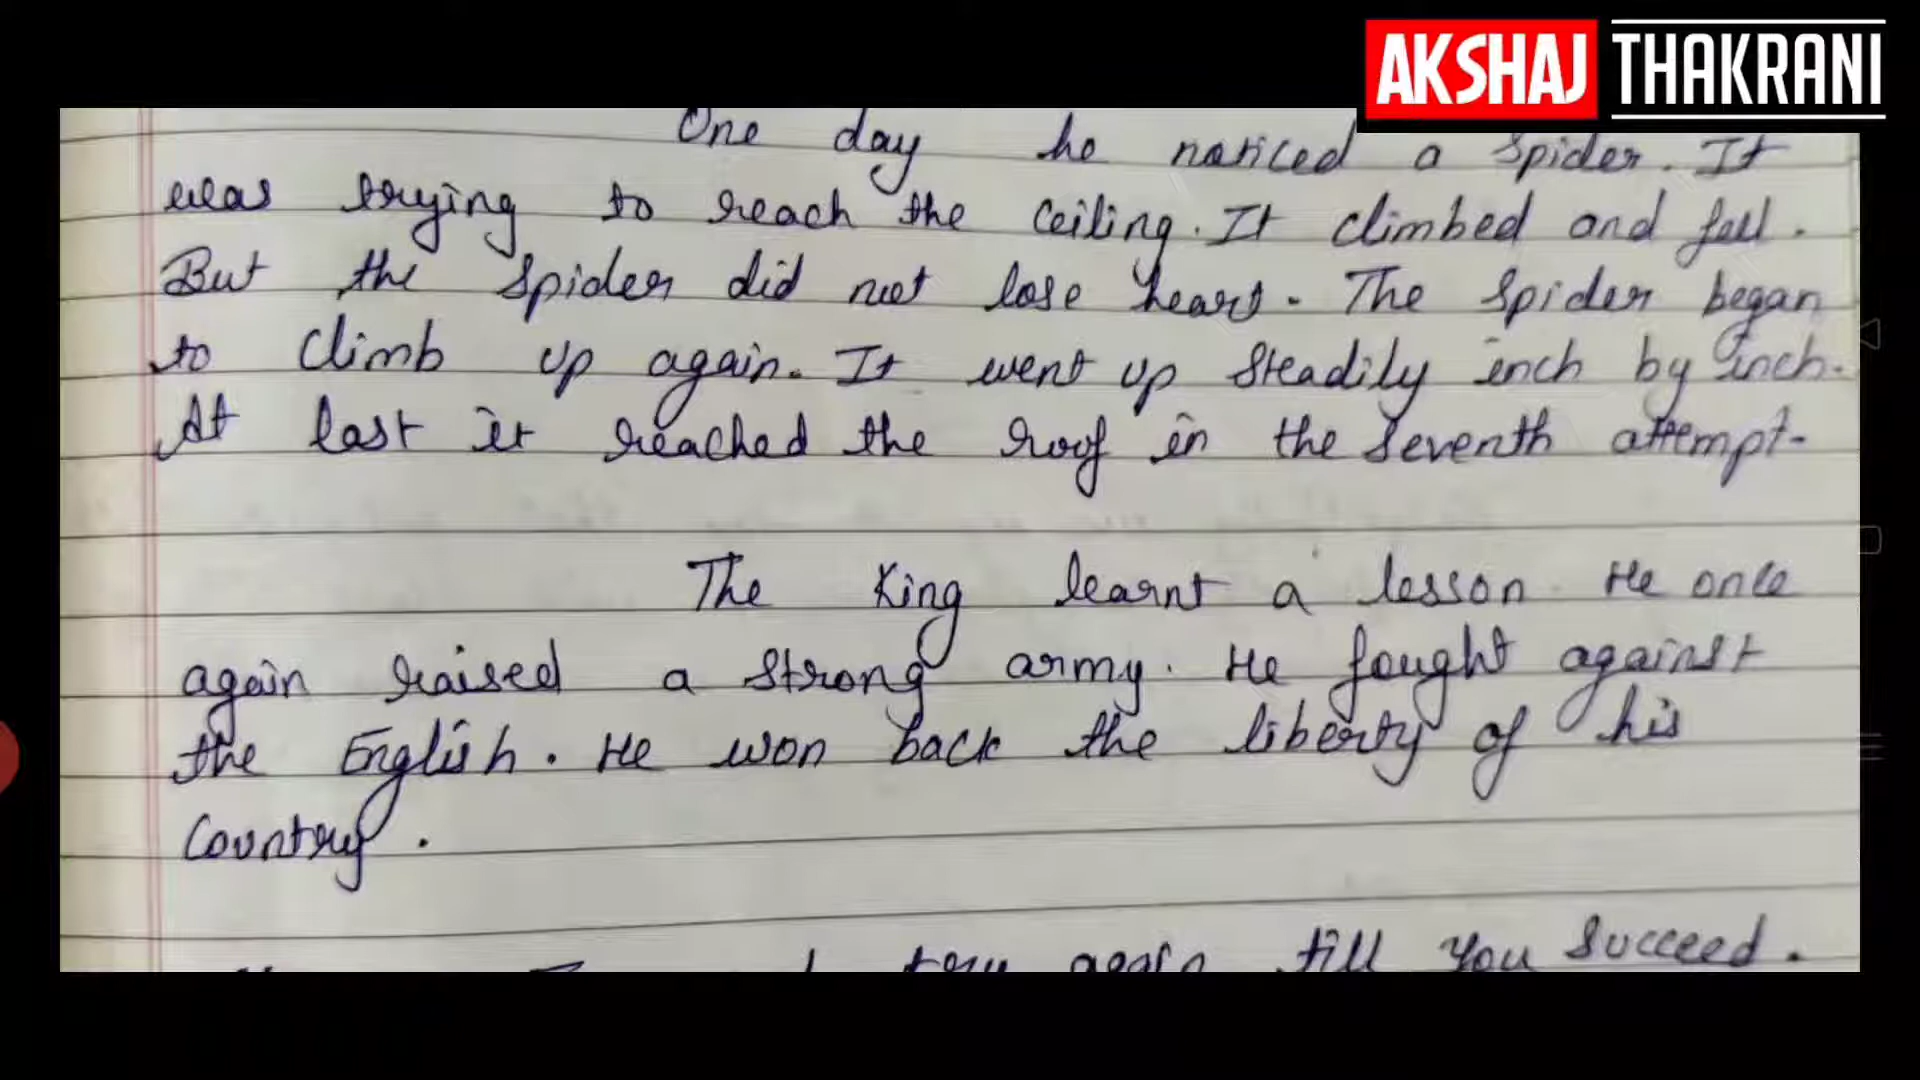 AKSHAJ THAKRANI
One day he noticed a spider. It
was trying to reach the ceiling. It climbed and fell.
But the spider did not lose heart. The spider began
to climb up again. It went up steadily inch by inch.
At last it reached the roof in the seventh attempt.
The King learnt a lesson. He once
again raised a strong army. He fought against
the English. He won back the liberty of his
Country.
try again till you succeed.